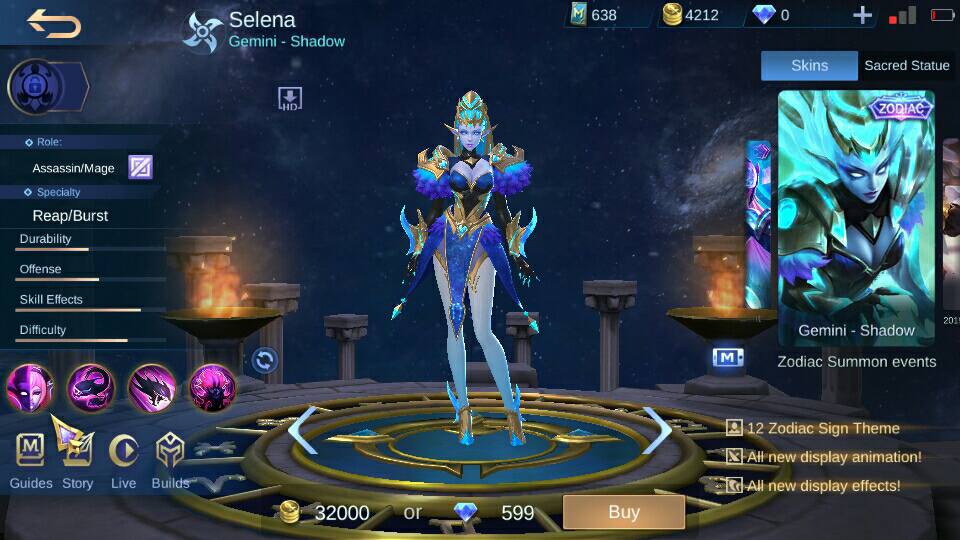 Selena
Gemini - Shadow
638
4212
0
Skins
Sacred Statue
HD
ZODIAC
Role:
Assassin/Mage
Specialty
Reap/Burst
Durability
Offense
Skill Effects
Difficulty
Gemini - Shadow
Zodiac Summon events
M
12 Zodiac Sign Theme
All new display animation!
All new display effects!
Guides
Story
Live
Builds
32000 or 599
Buy